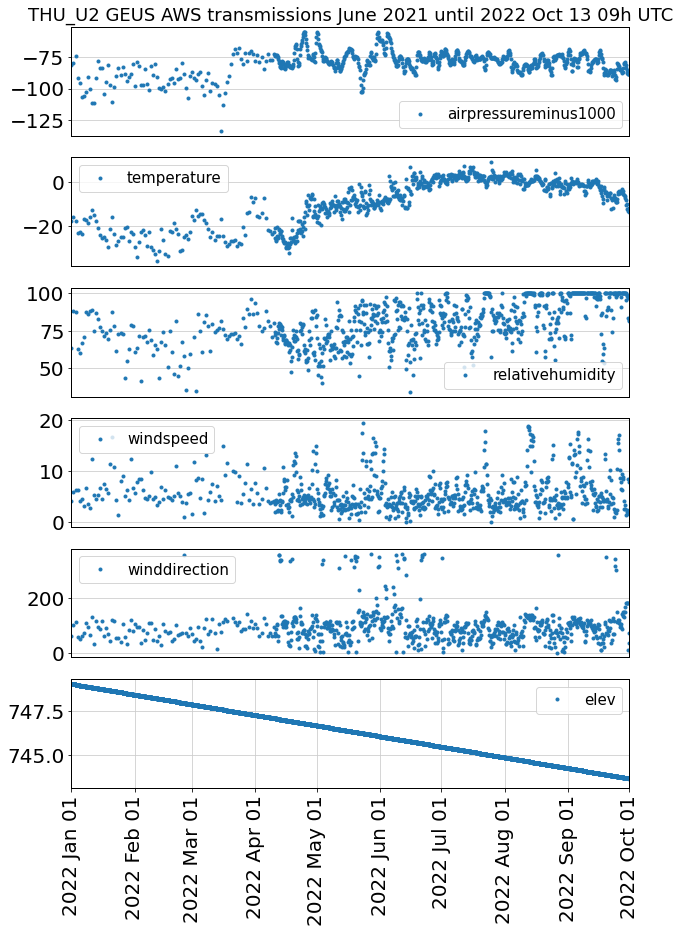 THU_U2 GEUS AWS transmissions June 2021 until 2022 Oct 13 09h UTC
−75
−100
−125
airpressureminus1000
0
−20
temperature
100
75
50
relativehumidity
20
10
0
windspeed
200
0
winddirection
747.5
745.0
elev
2022 Jan 01
2022 Feb 01
2022 Mar 01
2022 Apr 01
2022 May 01
2022 Jun 01
2022 Jul 01
2022 Aug 01
2022 Sep 01
2022 Oct 01